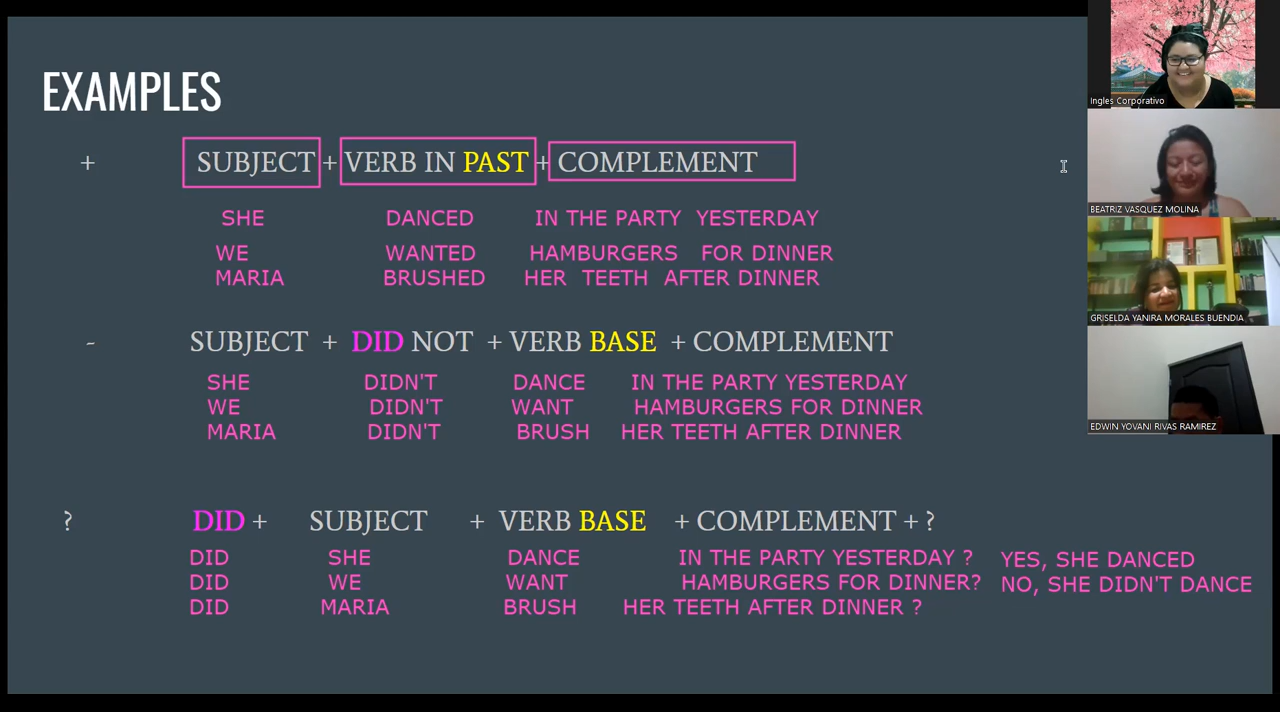 EXAMPLES
+ SUBJECT + VERB IN PAST + COMPLEMENT
SHE DANCED IN THE PARTY YESTERDAY
WE WANTED HAMBURGERS FOR DINNER
MARIA BRUSHED HER TEETH AFTER DINNER
- SUBJECT + DID NOT + VERB BASE + COMPLEMENT
SHE DIDN'T DANCE IN THE PARTY YESTERDAY
WE DIDN'T WANT HAMBURGERS FOR DINNER
MARIA DIDN'T BRUSH HER TEETH AFTER DINNER
? DID + SUBJECT + VERB BASE + COMPLEMENT + ?
DID SHE DANCE IN THE PARTY YESTERDAY ? YES, SHE DANCED
DID WE WANT HAMBURGERS FOR DINNER? NO, SHE DIDN'T DANCE
DID MARIA BRUSH HER TEETH AFTER DINNER ?
Ingles Corporativo
BEATRIZ VASQUEZ MOLINA
GRISELDA YANIRA MORALES BUENDIA
EDWIN YOVANI RIVAS RAMIREZ